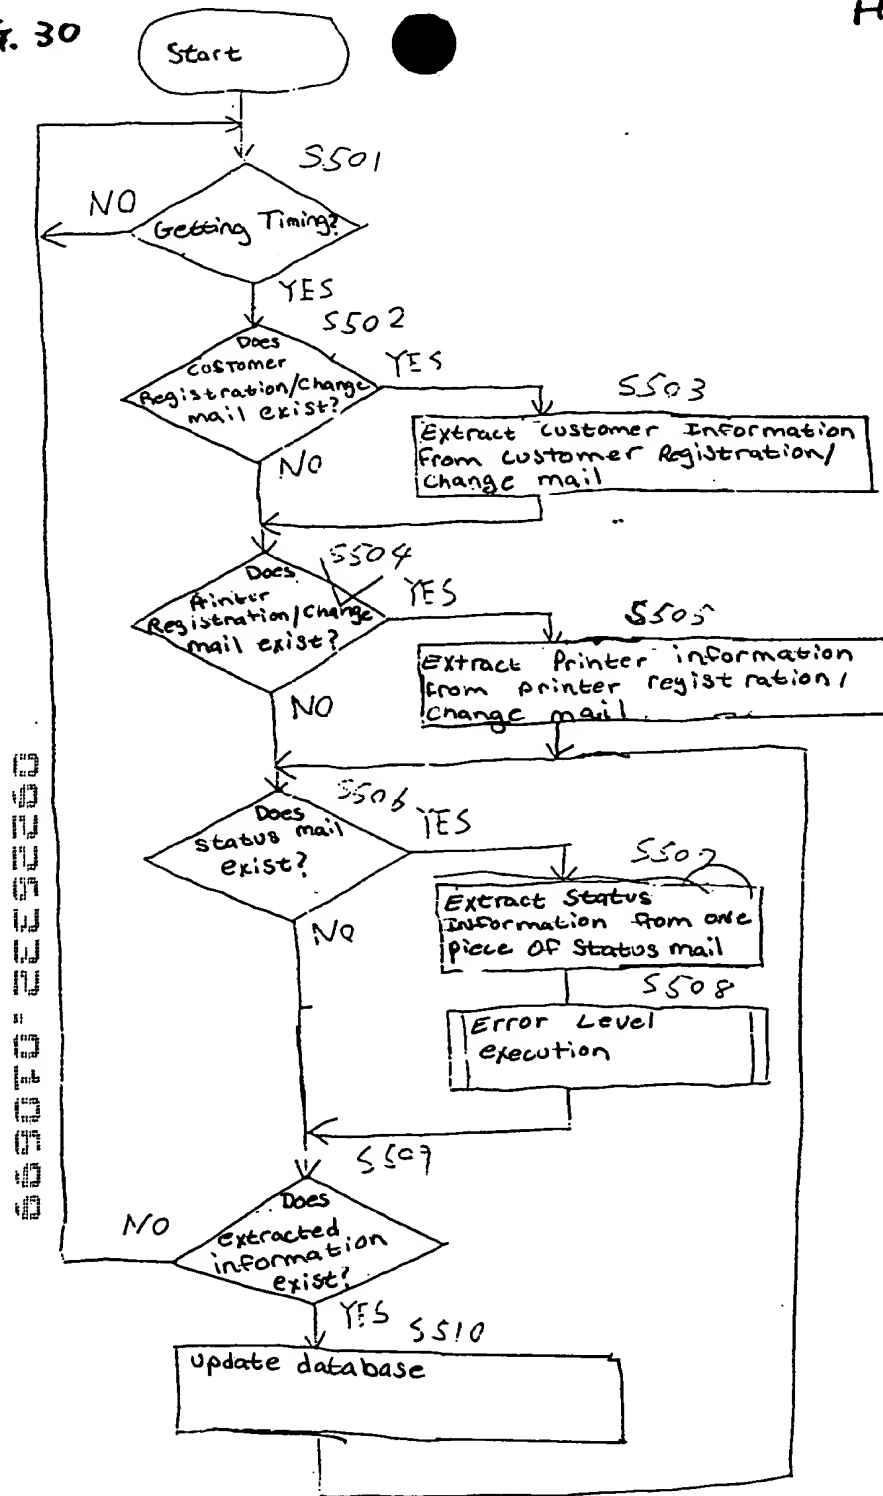 . 30
H
Start
S501
NO
Getting Timing?
YES
S502
Does
Customer
Registration/Change
mail exist?
YES
S503
Extract Customer Information
From customer Registration/
Change mail
NO
S504
Does
Printer
Registration/Change
mail exist?
YES
S505
Extract Printer information
from printer registration/
Change mail
NO
S506
Does
Status mail
exist?
YES
S507
Extract Status
Information from one
piece of Status mail
NO
S508
Error Level
execution
S509
Does
extracted
information
exist?
NO
YES
S510
update database